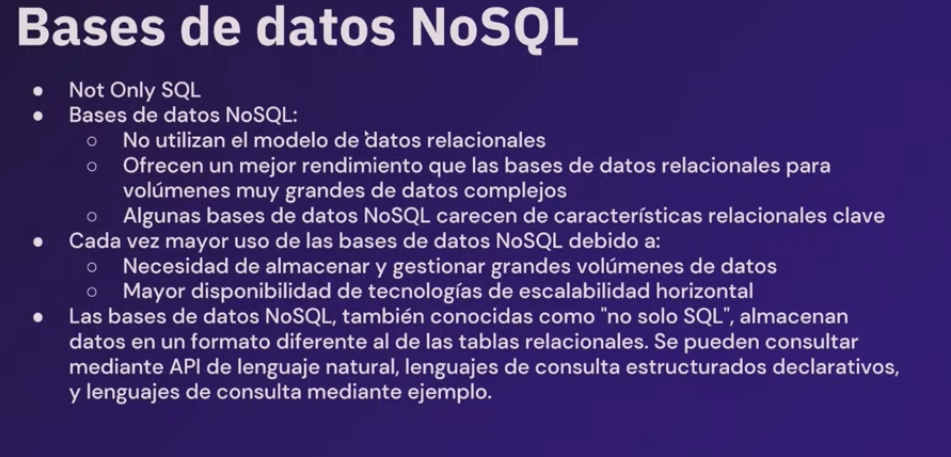 Bases de datos NoSQL
● Not Only SQL
● Bases de datos NoSQL:
○ No utilizan el modelo de datos relacionales
○ Ofrecen un mejor rendimiento que las bases de datos relacionales para
volúmenes muy grandes de datos complejos
○ Algunas bases de datos NoSQL carecen de características relacionales clave
● Cada vez mayor uso de las bases de datos NoSQL debido a:
○ Necesidad de almacenar y gestionar grandes volúmenes de datos
○ Mayor disponibilidad de tecnologías de escalabilidad horizontal
● Las bases de datos NoSQL, también conocidas como "no solo SQL", almacenan
datos en un formato diferente al de las tablas relacionales. Se pueden consultar
mediante API de lenguaje natural, lenguajes de consulta estructurados declarativos,
y lenguajes de consulta mediante ejemplo.